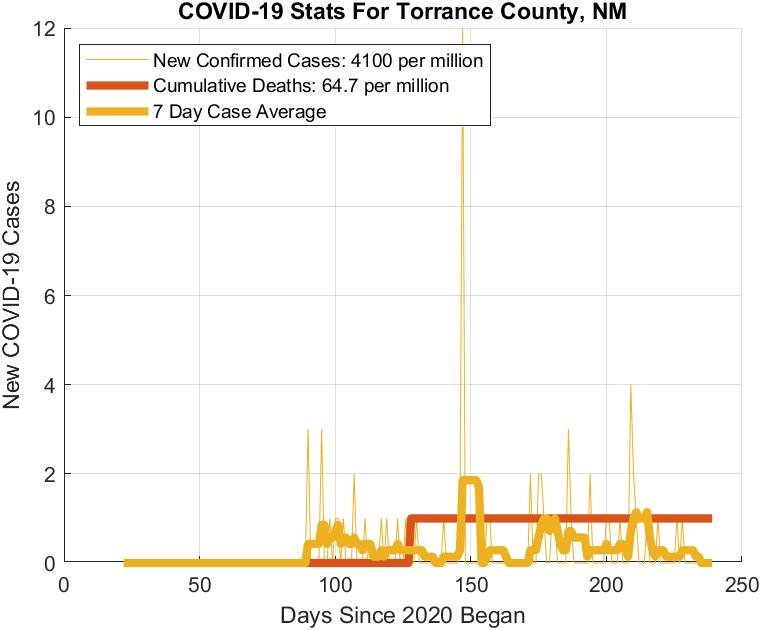 COVID-19 Stats For Torrance County, NM
12
New Confirmed Cases: 4100 per million
Cumulative Deaths: 64.7 per million
7 Day Case Average
10
8
6
4
2
0
New COVID-19 Cases
0 50 100 150 200 250
Days Since 2020 Began